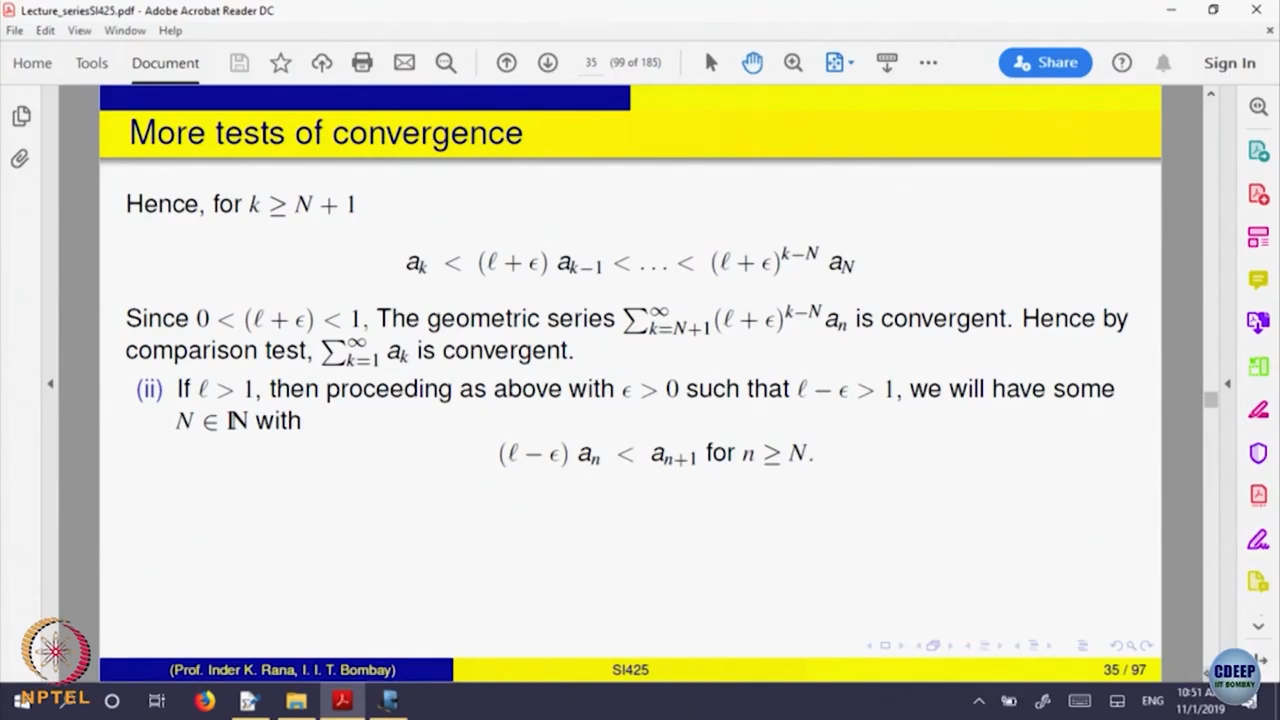 Lecture_seriesSI425.pdf - Adobe Acrobat Reader DC
File Edit View Window Help
Home Tools Document 35 (99 of 185) Share Sign In
More tests of convergence
Hence, for k ≥ N + 1
a_k < (ℓ + ϵ) a_{k−1} < … < (ℓ + ϵ)^{k−N} a_N
Since 0 < (ℓ + ϵ) < 1, The geometric series ∑_{k=N+1}^∞ (ℓ + ϵ)^{k−N} a_n is convergent. Hence by
comparison test, ∑_{k=1}^∞ a_k is convergent.
(ii) If ℓ > 1, then proceeding as above with ϵ > 0 such that ℓ − ϵ > 1, we will have some
N ∈ ℕ with
(ℓ − ϵ) a_n < a_{n+1} for n ≥ N.
(Prof. Inder K. Rana, I. I. T. Bombay) SI425 35 / 97
NPTEL
CDEEP
IIT BOMBAY
ENG
10:51 A
11/1/2019